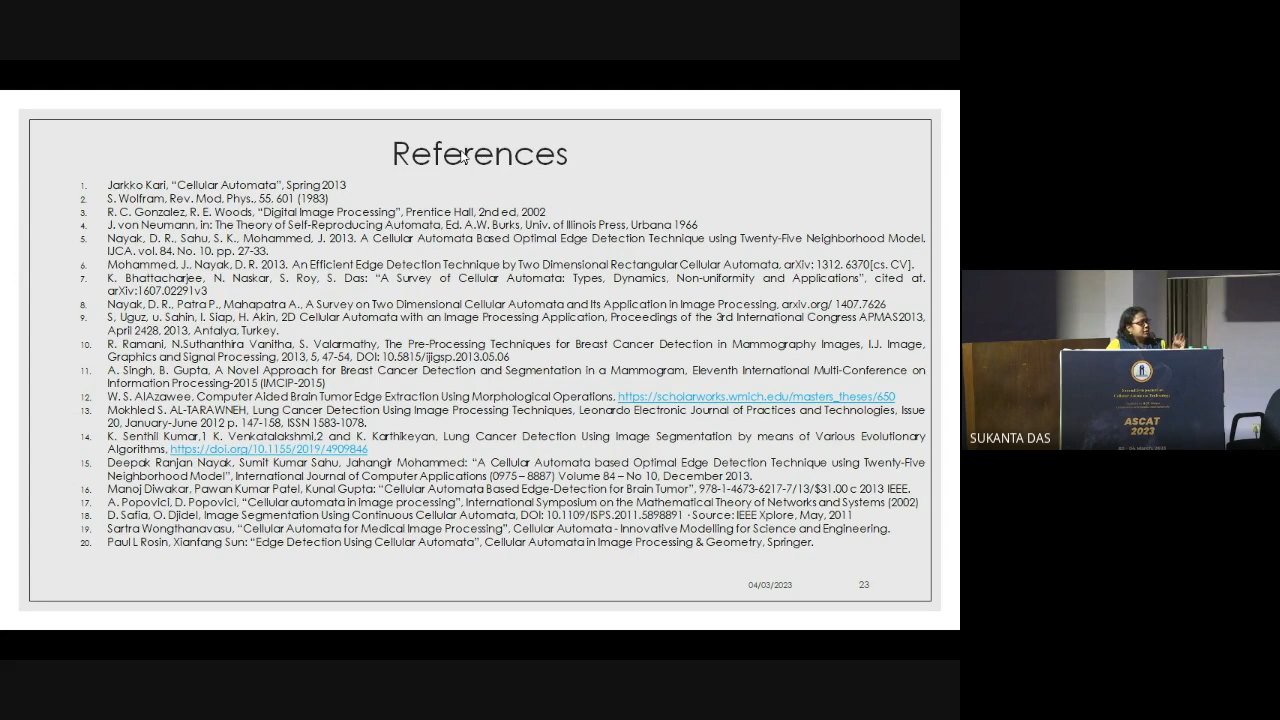 References
1. Jarkko Kari, “Cellular Automata”, Spring 2013
2. S. Wolfram, Rev. Mod, Phys., 55, 601 (1983)
3. R. C. Gonzalez, R. E. Woods, “Digital Image Processing”, Prentice Hall, 2nd ed, 2002
4. J. von Neumann, in: The Theory of Self-Reproducing Automata, Ed. A.W. Burks, Univ. of Illinois Press, Urbana 1966
5. Nayak, D. R., Sahu, S. K., Mohammed, J. 2013. A Cellular Automata Based Optimal Edge Detection Technique using Twenty-Five Neighborhood Model,
IJCA. vol. 84. No. 10. pp. 27-33.
6. Mohammed, J., Nayak, D. R. 2013. An Efficient Edge Detection Technique by Two Dimensional Rectangular Cellular Automata, arXiv: 1312. 6370[cs. CV].
7. K. Bhattacharjee, N. Naskar, S. Roy, S. Das: “A Survey of Cellular Automata: Types, Dynamics, Non-uniformity and Applications”, cited at.
arXiv:1607.02291v3
8. Nayak, D. R., Patra P., Mahapatra A., A Survey on Two Dimensional Cellular Automata and Its Application in Image Processing, arxiv.org/ 1407.7626
9. S, Uguz, u. Sahin, I. Siap, H. Akin, 2D Cellular Automata with an Image Processing Application, Proceedings of the 3rd International Congress APMAS2013,
April 2428, 2013, Antalya, Turkey.
10. R. Ramani, N.Suthanthira Vanitha, S. Valarmathy, The Pre-Processing Techniques for Breast Cancer Detection in Mammography Images, I.J. Image,
Graphics and Signal Processing, 2013, 5, 47-54, DOI: 10.5815/ijigsp.2013.05.06
11. A. Singh, B. Gupta, A Novel Approach for Breast Cancer Detection and Segmentation in a Mammogram, Eleventh International Multi-Conference on
Information Processing-2015 (IMCIP-2015)
12. W. S. AlAzawee, Computer Aided Brain Tumor Edge Extraction Using Morphological Operations, https://scholarworks.wmich.edu/masters_theses/650
13. Mokhled S. AL-TARAWNEH, Lung Cancer Detection Using Image Processing Techniques, Leonardo Electronic Journal of Practices and Technologies, Issue
20, January-June 2012 p. 147-158, ISSN 1583-1078.
14. K. Senthil Kumar,1 K. Venkatalakshmi,2 and K. Karthikeyan, Lung Cancer Detection Using Image Segmentation by means of Various Evolutionary
Algorithms, https://doi.org/10.1155/2019/4909846
15. Deepak Ranjan Nayak, Sumit Kumar Sahu, Jahangir Mohammed: “A Cellular Automata based Optimal Edge Detection Technique using Twenty-Five
Neighborhood Model”, International Journal of Computer Applications (0975 – 8887) Volume 84 – No 10, December 2013.
16. Manoj Diwakar, Pawan Kumar Patel, Kunal Gupta: “Cellular Automata Based Edge-Detection for Brain Tumor”, 978-1-4673-6217-7/13/$31.00 c 2013 IEEE.
17. A. Popovici, D. Popovici, “Cellular automata in image processing”, International Symposium on the Mathematical Theory of Networks and Systems (2002)
18. D. Safia, O. Djidel, Image Segmentation Using Continuous Cellular Automata, DOI: 10.1109/ISPS.2011.5898891 · Source: IEEE Xplore, May, 2011
19. Sartra Wongthanavasu, “Cellular Automata for Medical Image Processing”, Cellular Automata - Innovative Modelling for Science and Engineering.
20. Paul L Rosin, Xianfang Sun: “Edge Detection Using Cellular Automata”, Cellular Automata in Image Processing & Geometry, Springer.
04/03/2023 23
ASCAT
2023
SUKANTA DAS